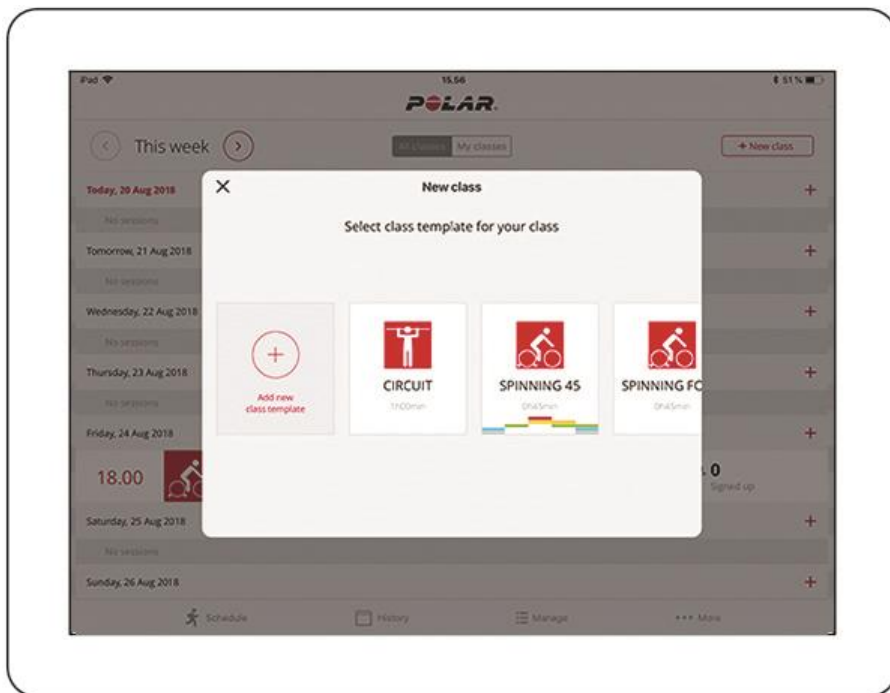 iPad 15.56 51 %
POLAR.
This week All classes My classes + New class
Today, 20 Aug 2018 +
No sessions
Tomorrow, 21 Aug 2018 +
No sessions
Wednesday, 22 Aug 2018 +
No sessions
Thursday, 23 Aug 2018 +
No sessions
Friday, 24 Aug 2018 +
18.00 0
Signed up
Saturday, 25 Aug 2018 +
No sessions
Sunday, 26 Aug 2018 +
Schedule History Manage More
New class
Select class template for your class
Add new
class template
CIRCUIT
1h00min
SPINNING 45
0h45min
SPINNING FO
0h45min